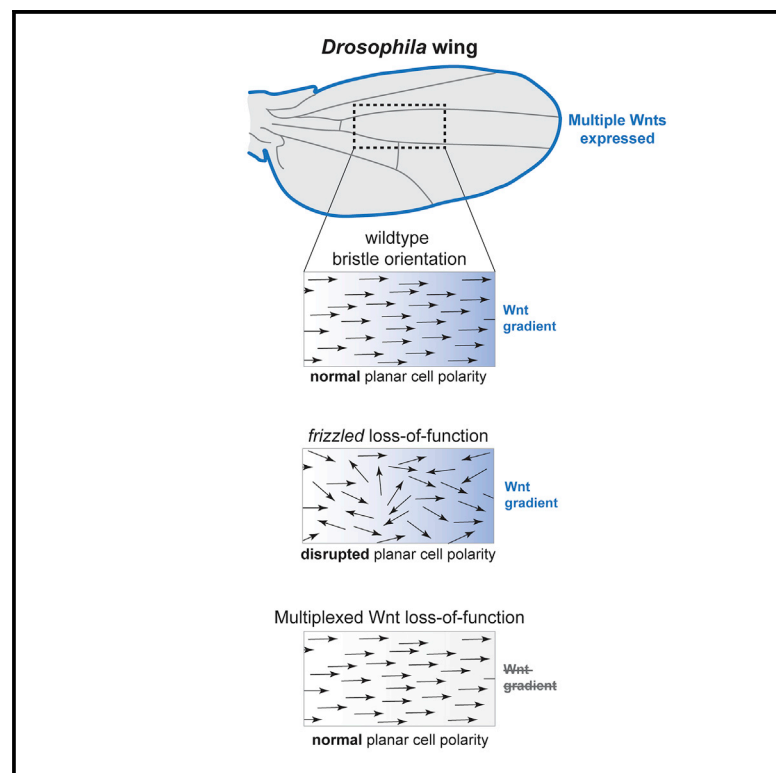 Drosophila wing
Multiple Wnts
expressed
wildtype
bristle orientation
Wnt
gradient
normal planar cell polarity
frizzled loss-of-function
Wnt
gradient
disrupted planar cell polarity
Multiplexed Wnt loss-of-function
Wnt
gradient
normal planar cell polarity